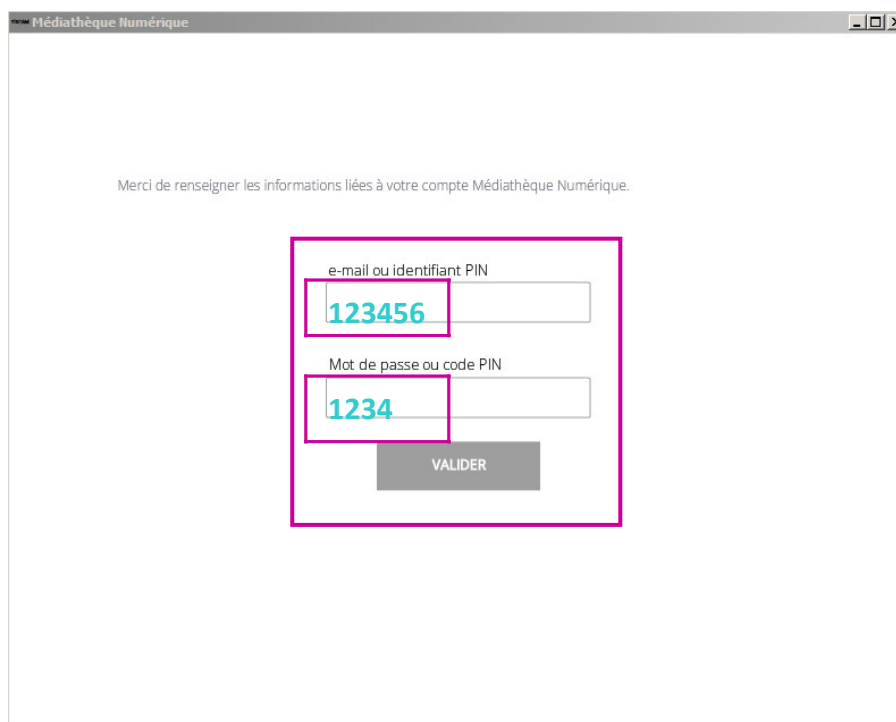 Médiathèque Numérique
Merci de renseigner les informations liées à votre compte Médiathèque Numérique.
e-mail ou identifiant PIN
123456
Mot de passe ou code PIN
1234
VALIDER